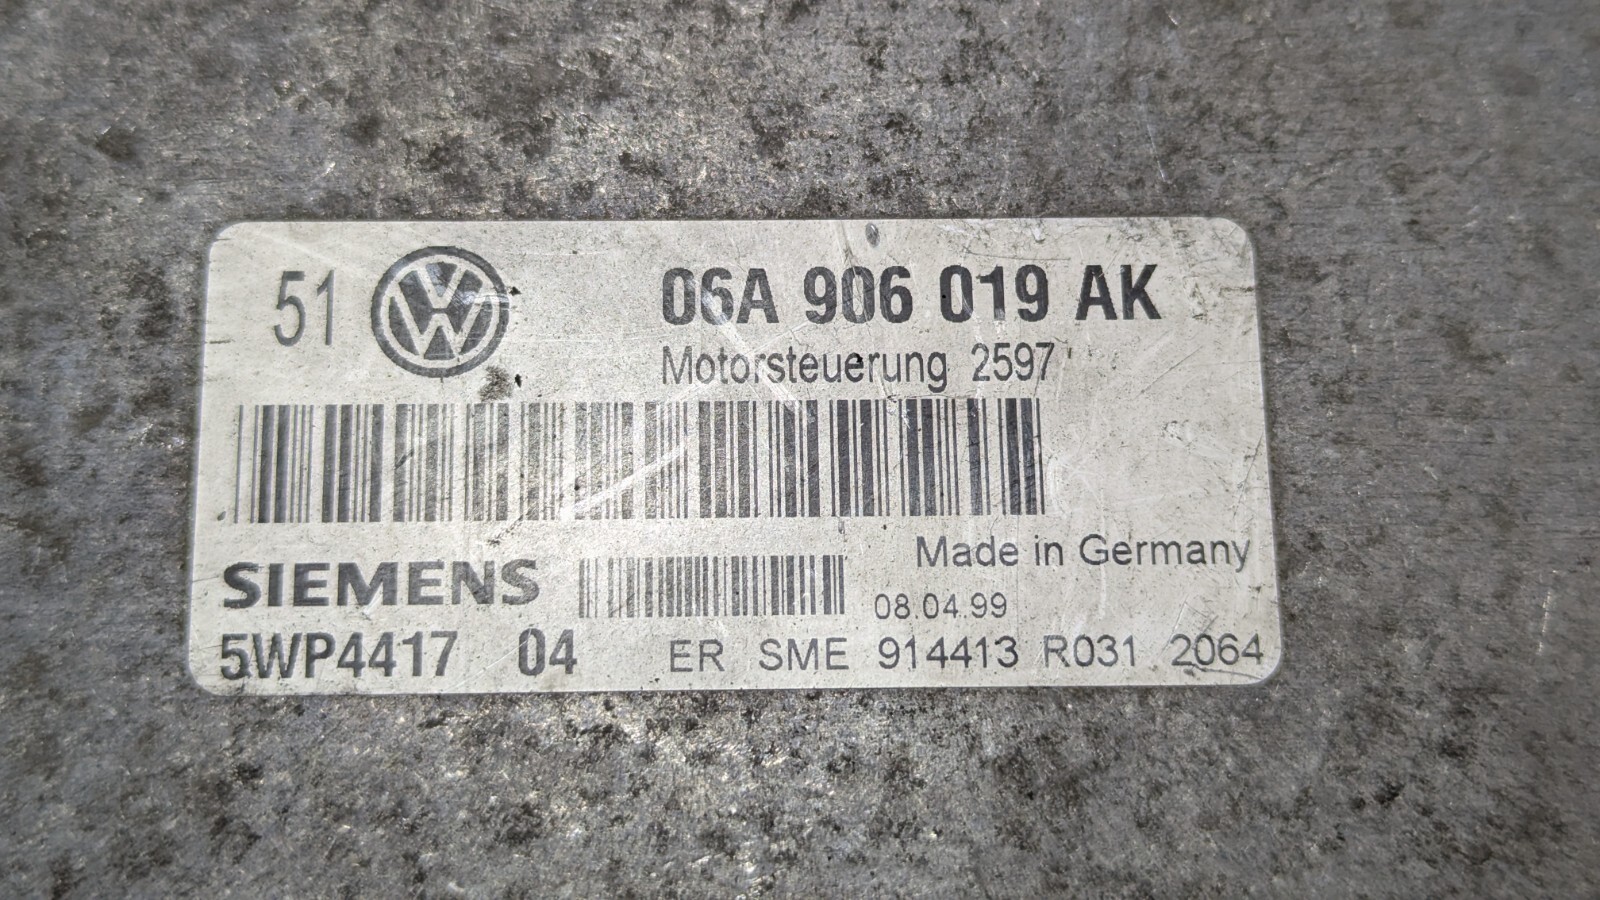 51 06A 906 019 AK
Motorsteuerung 2597
Made in Germany
SIEMENS 08.04.99
5WP4417 04 ER SME 914413 R031 2064